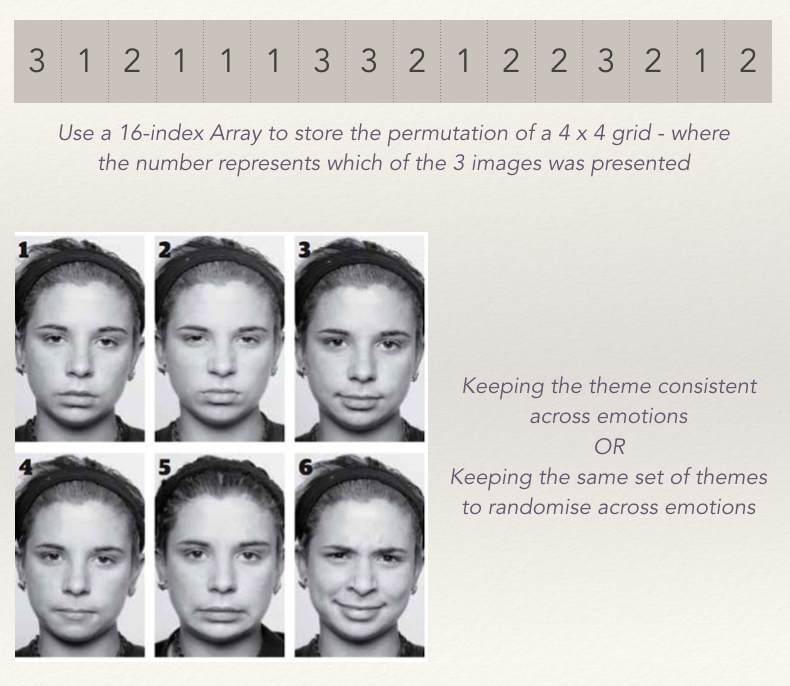 3 1 2 1 1 1 3 3 2 1 2 2 3 2 1 2
Use a 16-index Array to store the permutation of a 4 x 4 grid - where
the number represents which of the 3 images was presented
1 2 3
4 5 6
Keeping the theme consistent
across emotions
OR
Keeping the same set of themes
to randomise across emotions